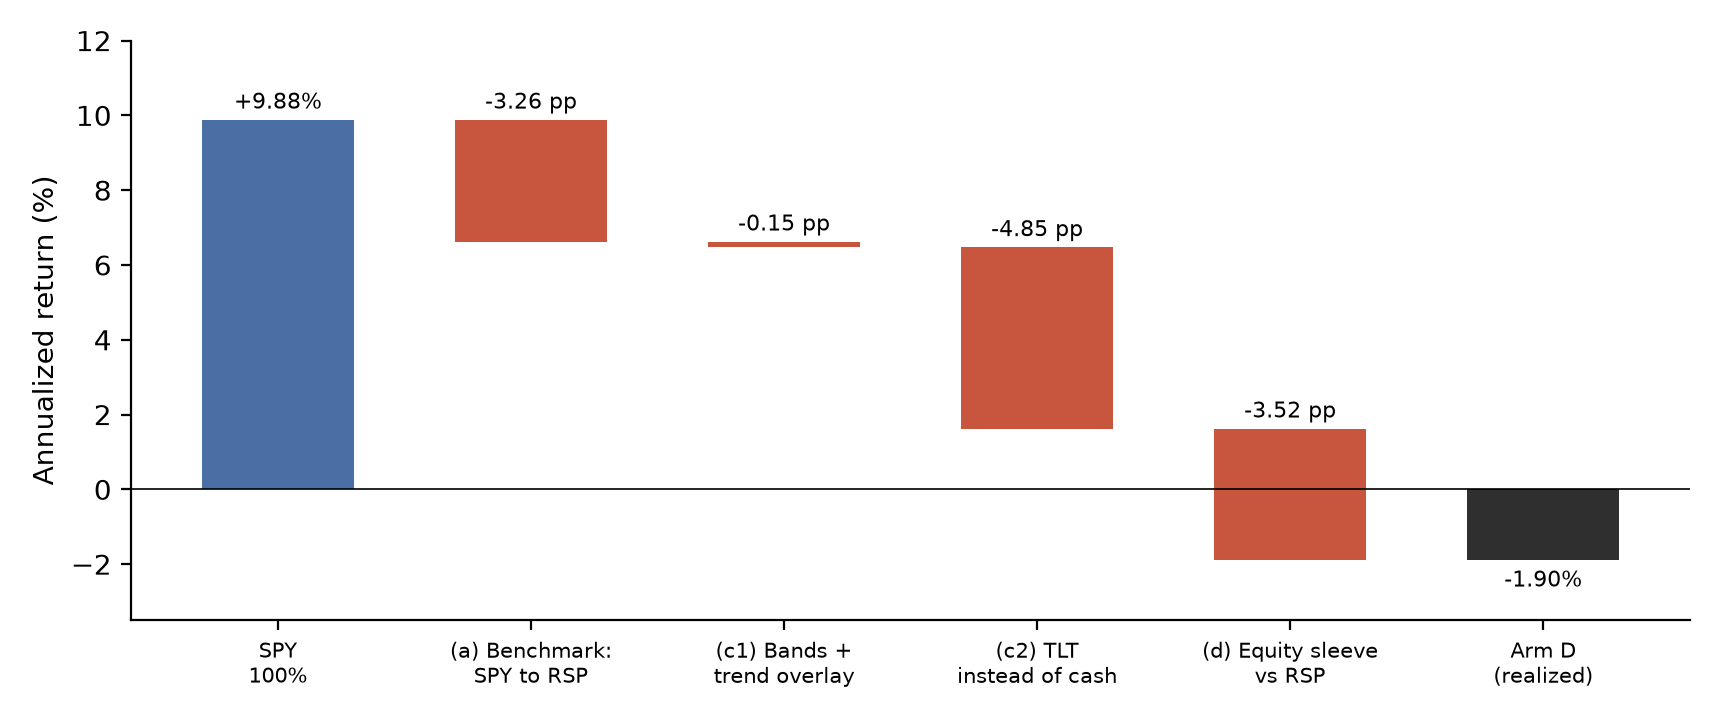 12
10
8
6
4
2
0
−2
Annualized return (%)
+9.88%
-3.26 pp
-0.15 pp
-4.85 pp
-3.52 pp
-1.90%
SPY
100%
(a) Benchmark:
SPY to RSP
(c1) Bands +
trend overlay
(c2) TLT
instead of cash
(d) Equity sleeve
vs RSP
Arm D
(realized)